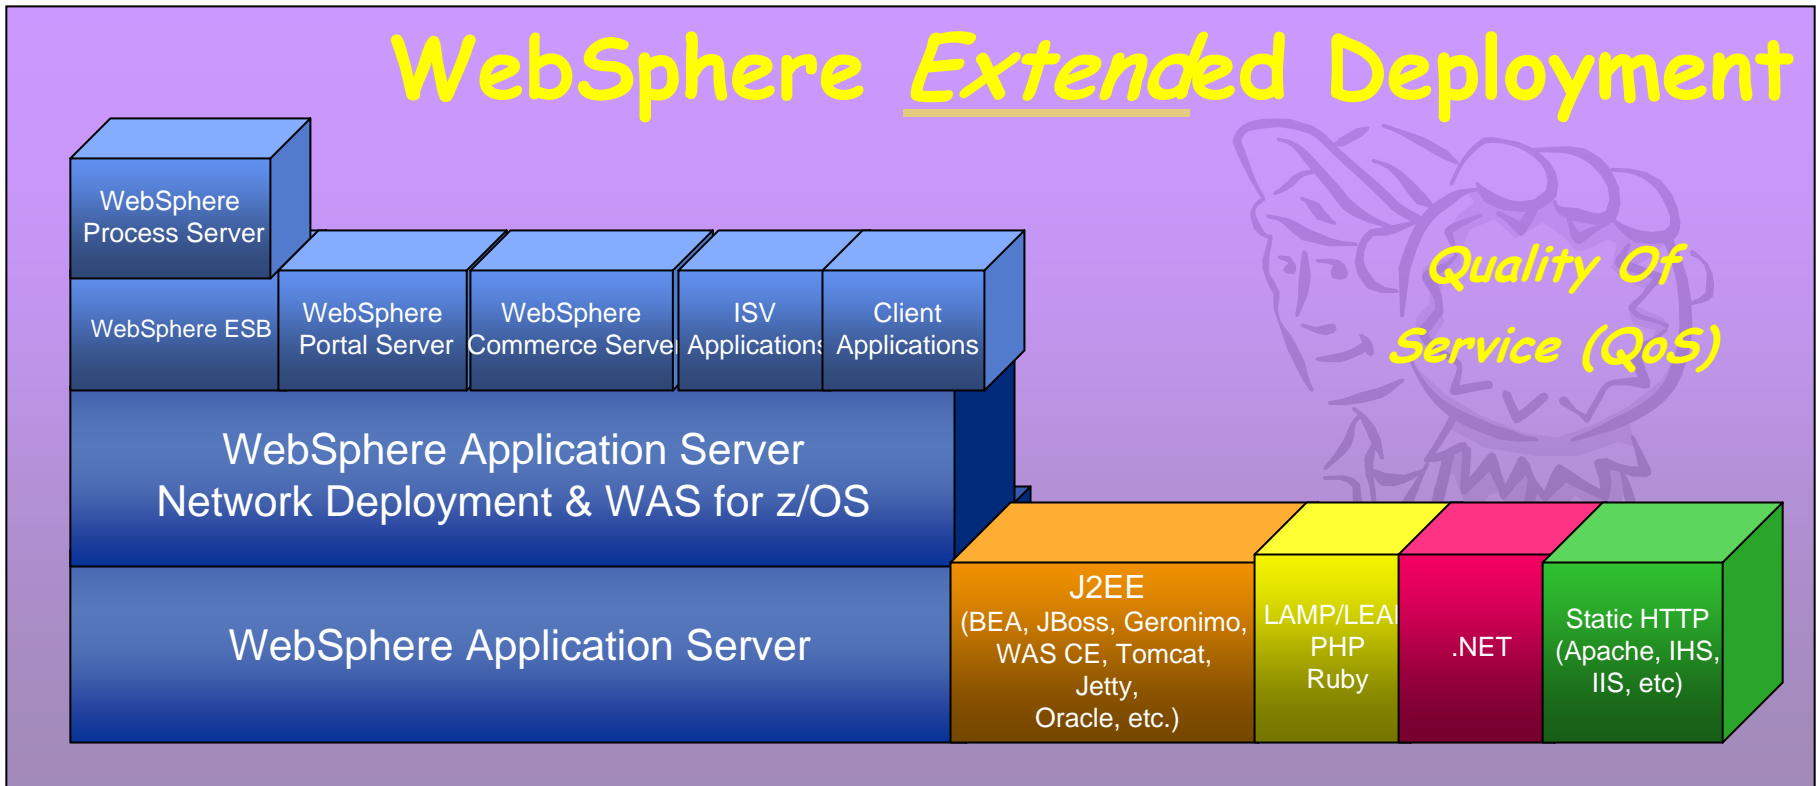 WebSphere Extended Deployment
WebSphere
Process Server
WebSphere ESB
WebSphere
Portal Server
WebSphere
Commerce Server
ISV
Applications
Client
Applications
Quality Of
Service (QoS)
WebSphere Application Server
Network Deployment & WAS for z/OS
WebSphere Application Server
J2EE
(BEA, JBoss, Geronimo,
WAS CE, Tomcat,
Jetty,
Oracle, etc.)
PHP
Ruby
.NET
Static HTTP
(Apache, IHS,
IIS, etc)